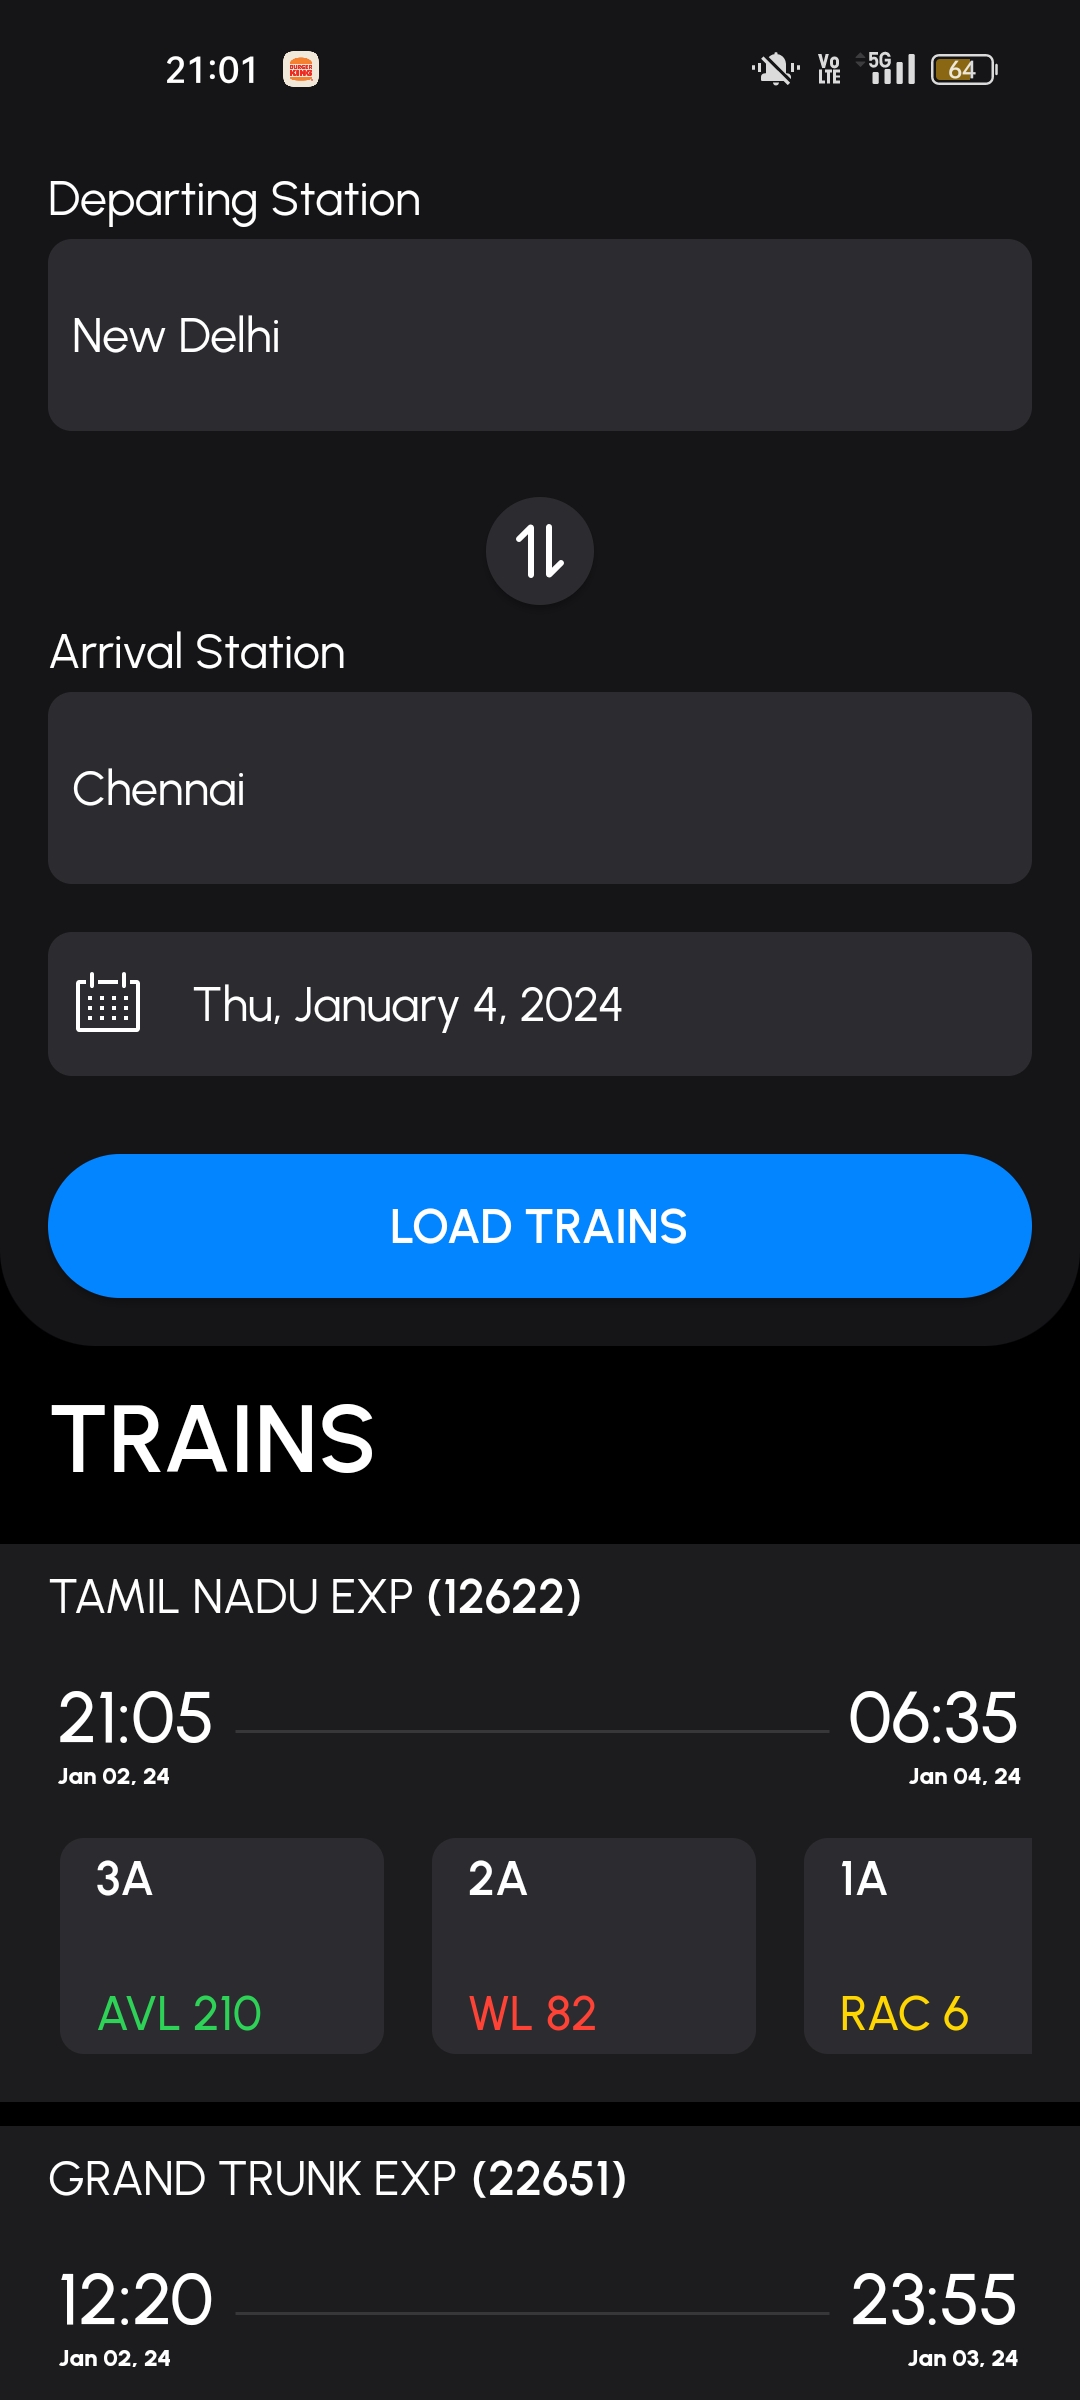 21:01 BURGER KING Vo LTE 5G 64
Departing Station
New Delhi
Arrival Station
Chennai
Thu, January 4, 2024
LOAD TRAINS
TRAINS
TAMIL NADU EXP (12622)
21:05 06:35
Jan 02, 24 Jan 04, 24
3A 2A 1A
AVL 210 WL 82 RAC 6
GRAND TRUNK EXP (22651)
12:20 23:55
Jan 02, 24 Jan 03, 24